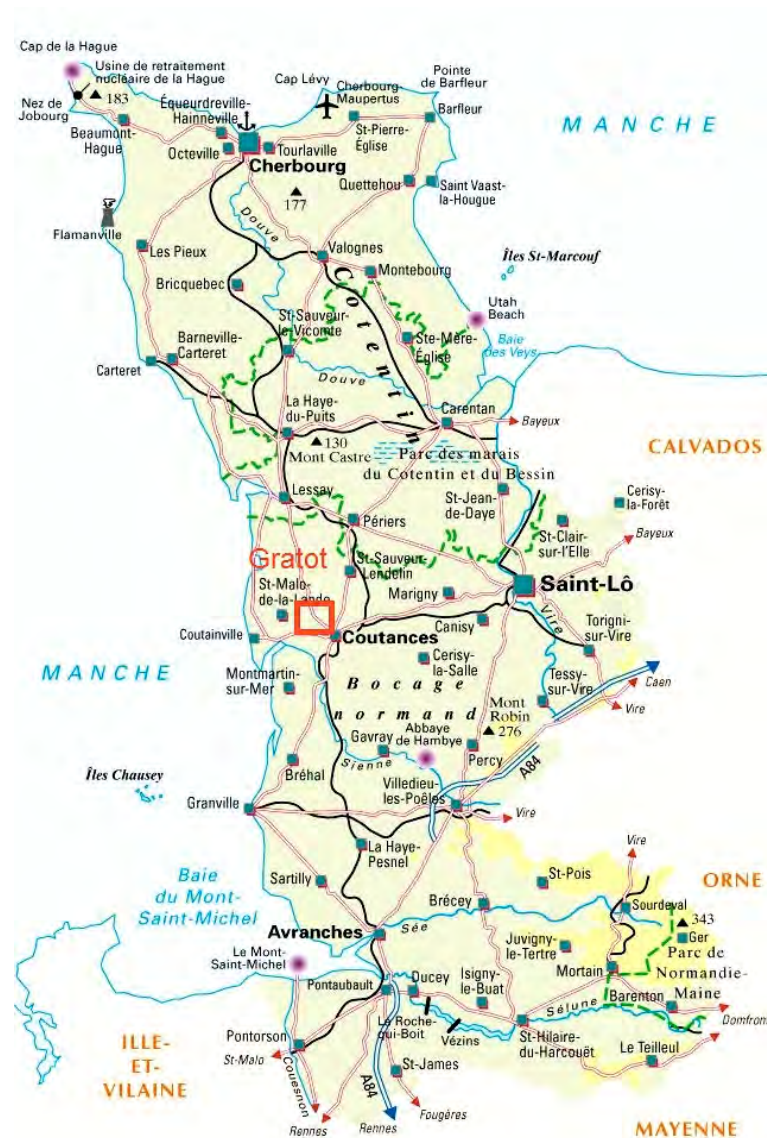 Cap de la Hague
Usine de retraitement
nucléaire de la Hague
183
Nez de
Jobourg
Beaumont-
Hague
Équeurdreville-
Hainneville
Octeville
Cherbourg
Tourlaville
Cap Lévy
Cherbourg-
Maupertus
Pointe
de Barfleur
Barfleur
St-Pierre-
Église
MANCHE
Quettehou
Saint Vaast-
la-Hougue
177
Douve
Flamanville
Les Pieux
Valognes
Îles St-Marcouf
Bricquebec
Montebourg
Cotentin
Utah
Beach
St-Sauveur-
le-Vicomte
Ste-Mère-
Église
Baie
des Veys
Barneville-
Carteret
Carteret
Douve
La Haye-
du-Puits
Carentan
Bayeux
130
Mont Castre
CALVADOS
Parc des marais
du Cotentin et du Bessin
Lessay
St-Jean-
de-Daye
Cerisy-
la-Forêt
Périers
St-Clair-
sur-l'Elle
Bayeux
Gratot
St-Sauveur-
Lendelin
St-Malo-
de-la-Lande
Marigny
Saint-Lô
Vire
Coutainville
Coutances
Canisy
Torigni-
sur-Vire
Cerisy-
la-Salle
MANCHE
Montmartin-
sur-Mer
Bocage
normand
Tessy-
sur-Vire
Caen
Mont
Robin
276
Vire
Gavray
Abbaye
de Hambye
Sienne
Percy
A84
Îles Chausey
Bréhal
Villedieu-
les-Poêles
Granville
Vire
La Haye-
Pesnel
Vire
Baie
du Mont-
Saint-Michel
Sartilly
St-Pois
ORNE
Brécey
Sourdeval
343
Ger
Avranches
Sée
Juvigny-
le-Tertre
Parc de
Normandie-
Maine
Le Mont-
Saint-Michel
Mortain
Pontaubault
Ducey
Isigny-
le-Buat
Barenton
Sélune
Domfront
La Roche-
qui-Boit
Vézins
St-Hilaire-
du-Harcouët
Pontorson
Le Teilleul
ILLE-
ET-
VILAINE
St-Malo
Couesnon
A84
St-James
Fougères
Rennes
Rennes
MAYENNE